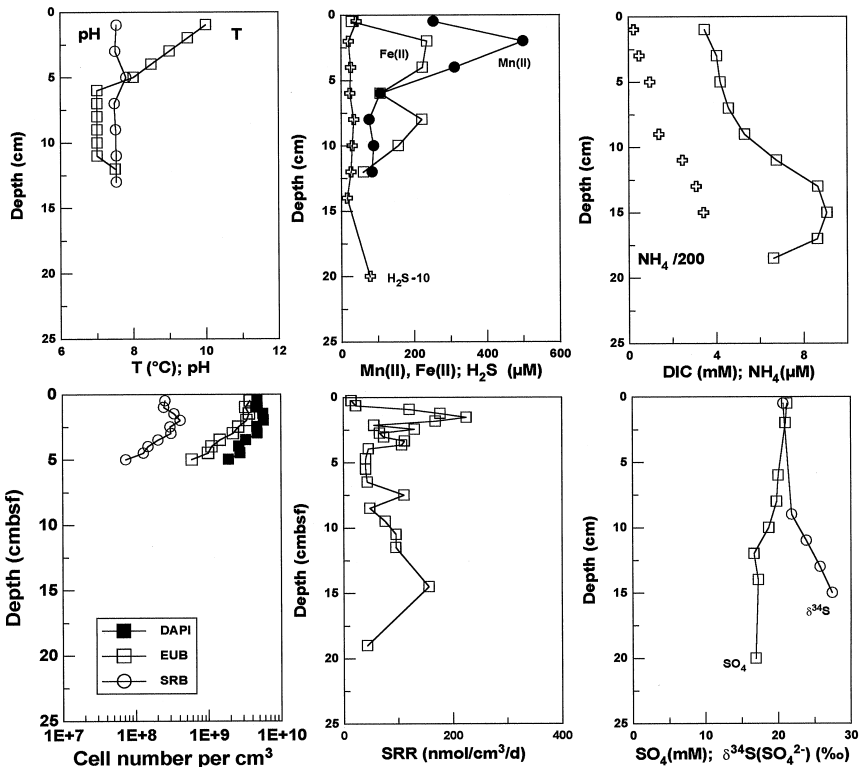 0
5
10
15
20
25
Depth (cm)
pH
T
6
8
10
12
T (°C); pH
0
5
10
15
20
25
Depth (cm)
Fe(II)
Mn(II)
H₂S-10
0
200
400
600
Mn(II), Fe(II); H₂S (µM)
0
5
10
15
20
25
Depth (cm)
NH₄ /200
0
4
8
DIC (mM); NH₄(µM)
0
5
10
15
20
25
Depth (cmbsf)
DAPI
EUB
SRB
1E+7
1E+8
1E+9
1E+10
Cell number per cm³
0
5
10
15
20
25
Depth (cmbsf)
0
200
400
SRR (nmol/cm³/d)
0
5
10
15
20
25
Depth (cm)
δ³⁴S
SO₄
0
10
20
30
SO₄(mM); δ³⁴S(SO₄²⁻) (‰)